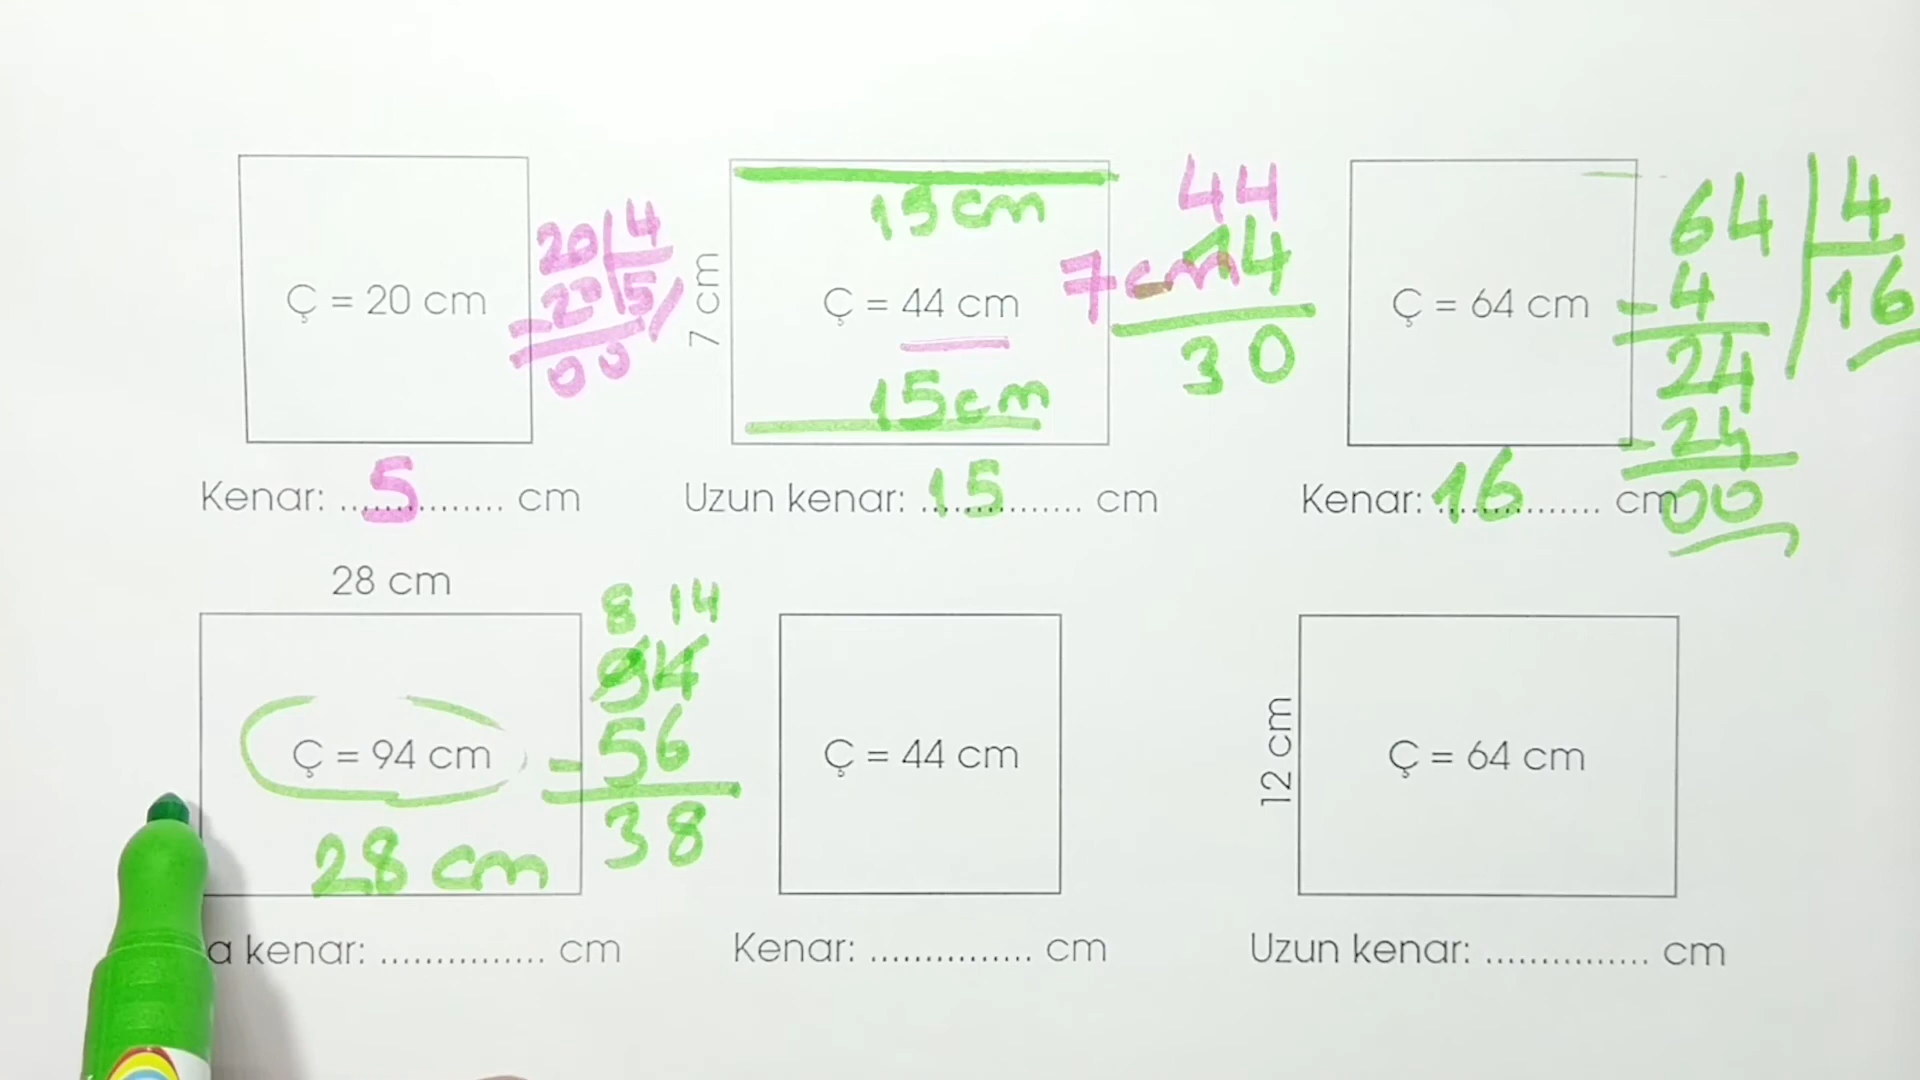 Ç = 20 cm
20 4
- 20 5
00
Kenar: ....5.... cm
7 cm
15 cm
Ç = 44 cm
7cm
15cm
44
14
30
Uzun kenar: 15 cm
Ç = 64 cm
64 4
- 4 16
24
- 24
00
Kenar: 16 cm
28 cm
Ç = 94 cm
28 cm
8 14
94
- 56
38
a kenar: ............... cm
Ç = 44 cm
Kenar: ............... cm
12 cm
Ç = 64 cm
Uzun kenar: ............... cm